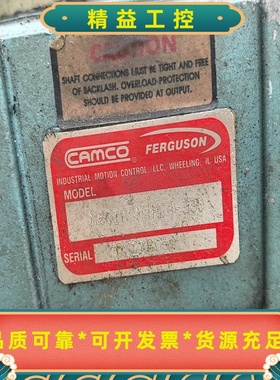 精益工控
CAUTION
SHAFT CONNECTIONS MUST BE TIGHT AND FREE
OF BACKLASH. OVERLOAD PROTECTION
SHOULD BE PROVIDED AT OUTPUT.
CAMCO® FERGUSON
INDUSTRIAL MOTION CONTROL, LLC, WHEELING, IL USA
MODEL
SERIAL
品质可靠*可开发票*货源充足